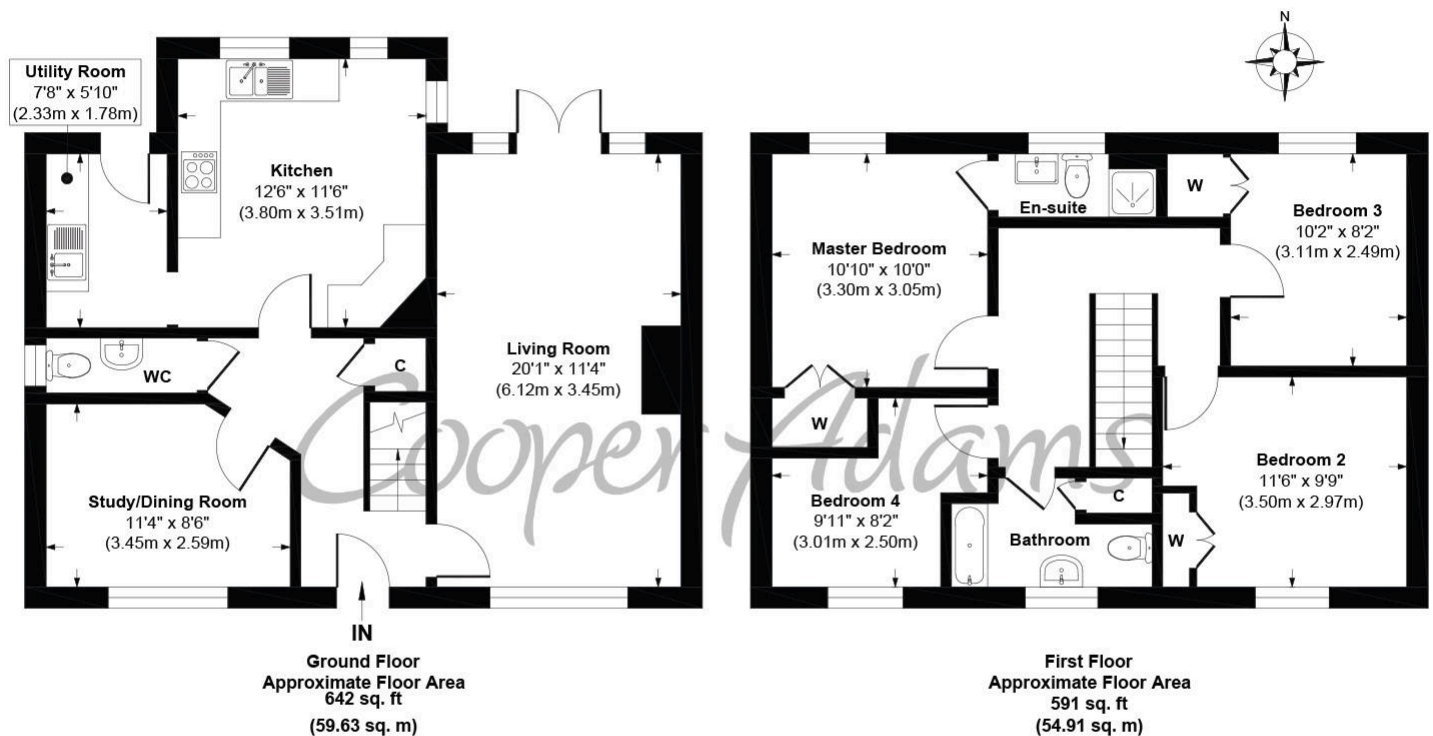 N
Utility Room
7'8" x 5'10"
(2.33m x 1.78m)
Kitchen
12'6" x 11'6"
(3.80m x 3.51m)
WC
C
Living Room
20'1" x 11'4"
(6.12m x 3.45m)
Study/Dining Room
11'4" x 8'6"
(3.45m x 2.59m)
IN
Ground Floor
Approximate Floor Area
642 sq. ft
(59.63 sq. m)
Cooper Adams
En-suite
W
Bedroom 3
10'2" x 8'2"
(3.11m x 2.49m)
Master Bedroom
10'10" x 10'0"
(3.30m x 3.05m)
W
Bedroom 4
9'11" x 8'2"
(3.01m x 2.50m)
Bathroom
C
W
Bedroom 2
11'6" x 9'9"
(3.50m x 2.97m)
First Floor
Approximate Floor Area
591 sq. ft
(54.91 sq. m)